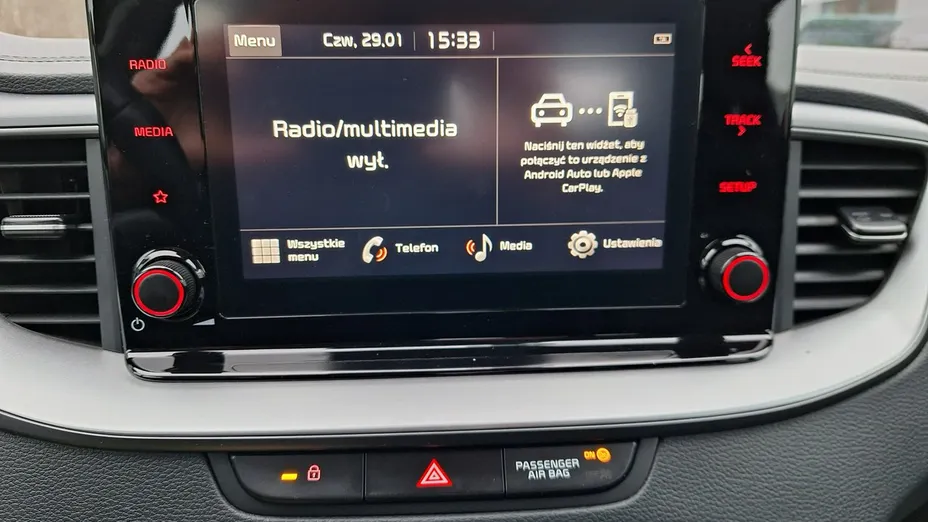 Menu
Czw, 29.01
15:33
RADIO
MEDIA
Radio/multimedia
wył.
Naciśnij ten widżet, aby
połączyć to urządzenie z
Android Auto lub Apple
CarPlay.
Wszystkie
menu
Telefon
Media
Ustawienia
SEEK
TRACK
SETUP
PASSENGER
AIR BAG
ON